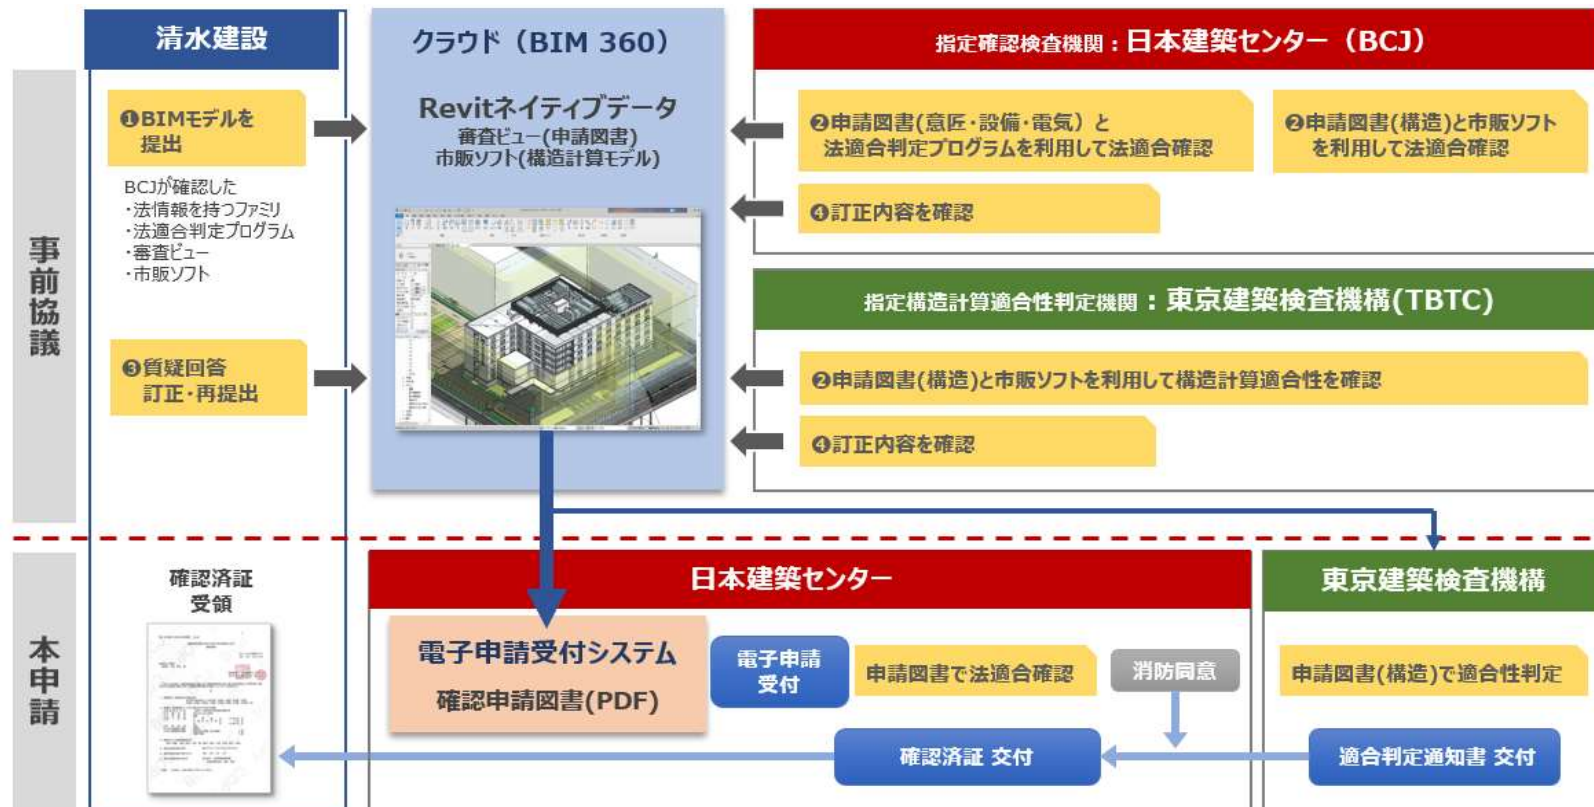 清水建設
クラウド（BIM 360）
指定確認検査機関：日本建築センター（BCJ）
事前協議
❶BIMモデルを
提出
BCJが確認した
・法情報を持つファミリ
・法適合判定プログラム
・審査ビュー
・市販ソフト
❸質疑回答
訂正・再提出
Revitネイティブデータ
審査ビュー(申請図書)
市販ソフト(構造計算モデル)
❷申請図書(意匠・設備・電気）と
法適合判定プログラムを利用して法適合確認
❷申請図書(構造)と市販ソフト
を利用して法適合確認
❹訂正内容を確認
指定構造計算適合性判定機関：東京建築検査機構(TBTC)
❷申請図書(構造)と市販ソフトを利用して構造計算適合性を確認
❹訂正内容を確認
本申請
確認済証
受領
日本建築センター
東京建築検査機構
電子申請受付システム
確認申請図書(PDF)
電子申請
受付
申請図書で法適合確認
消防同意
申請図書(構造)で適合性判定
確認済証 交付
適合判定通知書 交付